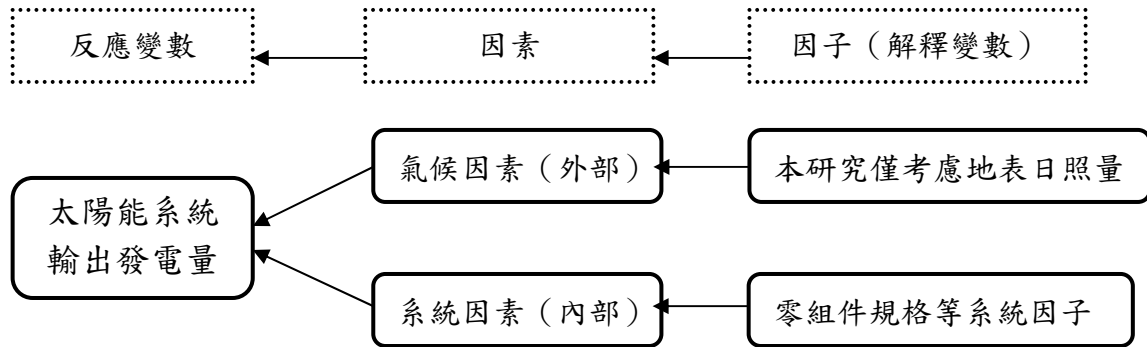 反應變數
因素
因子（解釋變數）
氣候因素（外部）
本研究僅考慮地表日照量
太陽能系統
輸出發電量
系統因素（內部）
零組件規格等系統因子